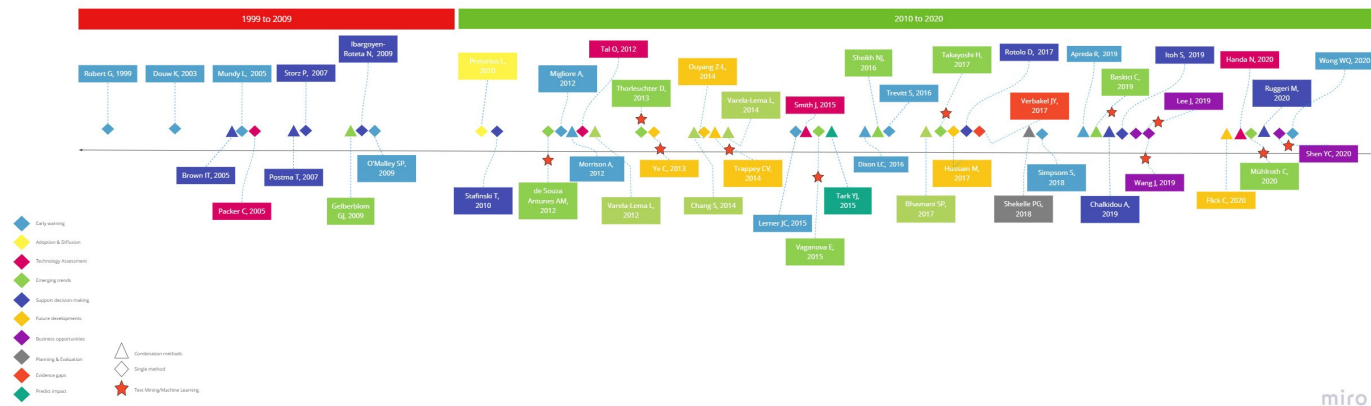 1999 to 2009
2010 to 2020
Robert G, 1999
Douw K, 2003
Mundy L, 2005
Storz P, 2007
Ibargoyen-
Roteta N, 2009
Brown IT, 2005
Packer C, 2005
Postma T, 2007
Gelberblom
GJ, 2009
O'Malley SP,
2009
2010
Migliore A,
2012
Tal O, 2012
Thorleuchter D,
2013
Ouyang Z-L,
2014
Varela-Lema L,
2014
Smith J, 2015
Stafinski T,
2010
de Souza
Antunes AM,
2012
Morrison A,
2012
Varela-Lema L,
2012
Ye C, 2013
Chang S, 2014
Trappey CV,
2014
Lerner JC, 2015
Vaganova E,
2015
Tark YJ,
2015
Sheikh NJ,
2016
Trevitt S, 2016
Takayoshi H,
2017
Rotolo D, 2017
Verbakel JY,
2017
Dixon LC, 2016
Bhavnani SP,
2017
Hussain M,
2017
Shekelle PG,
2018
Simpsom S,
2018
Apreda R, 2019
Baskici C,
2019
Itoh S, 2019
Lee J, 2019
Chalkidou A,
2019
Wang J, 2019
Handa N, 2020
Ruggeri M,
2020
Wong WQ, 2020
Flick C, 2020
Mühlroth C,
2020
Shen YC, 2020
Early warning
Adoption & Diffusion
Technology Assessment
Emerging trends
Support decision-making
Future developments
Business opportunities
Planning & Evaluation
Evidence gaps
Predict impact
Combination methods
Single method
Text Mining/Machine Learning
miro